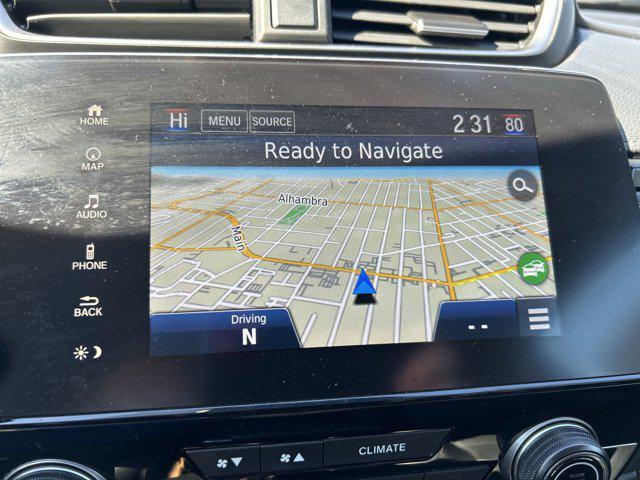 Hi MENU SOURCE 2 31 80
Ready to Navigate
HOME
MAP
AUDIO
PHONE
BACK
Alhambra
Main
Driving
N
--
CLIMATE